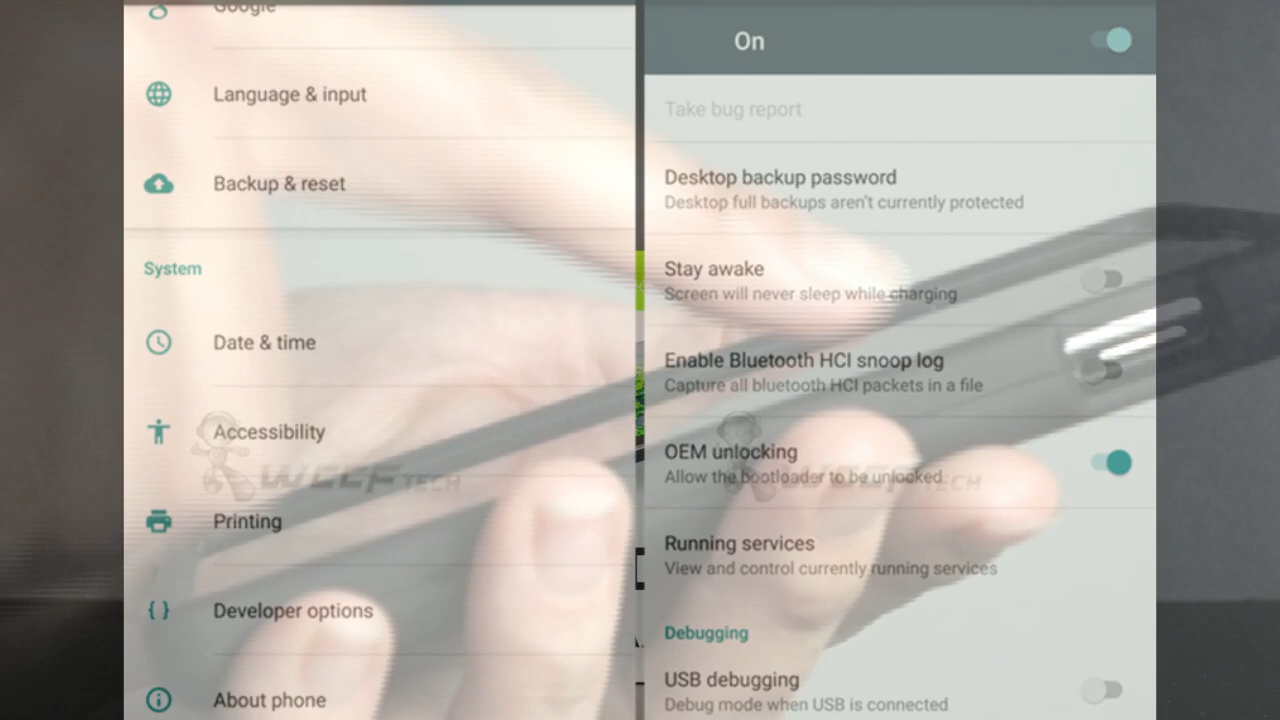 Google
Language & input
Backup & reset
System
Date & time
Accessibility
WCCFTECH
Printing
Developer options
About phone
On
Take bug report
Desktop backup password
Desktop full backups aren't currently protected
Stay awake
Screen will never sleep while charging
Enable Bluetooth HCI snoop log
Capture all bluetooth HCI packets in a file
OEM unlocking
Allow the bootloader to be unlocked
WCCFTECH
Running services
View and control currently running services
Debugging
USB debugging
Debug mode when USB is connected